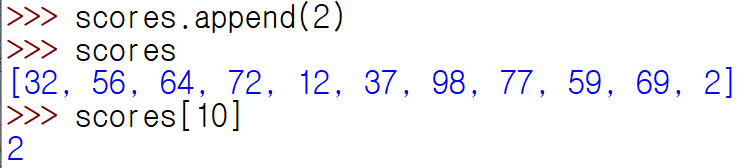 >>> scores.append(2)
>>> scores
[32, 56, 64, 72, 12, 37, 98, 77, 59, 69, 2]
>>> scores[10]
2